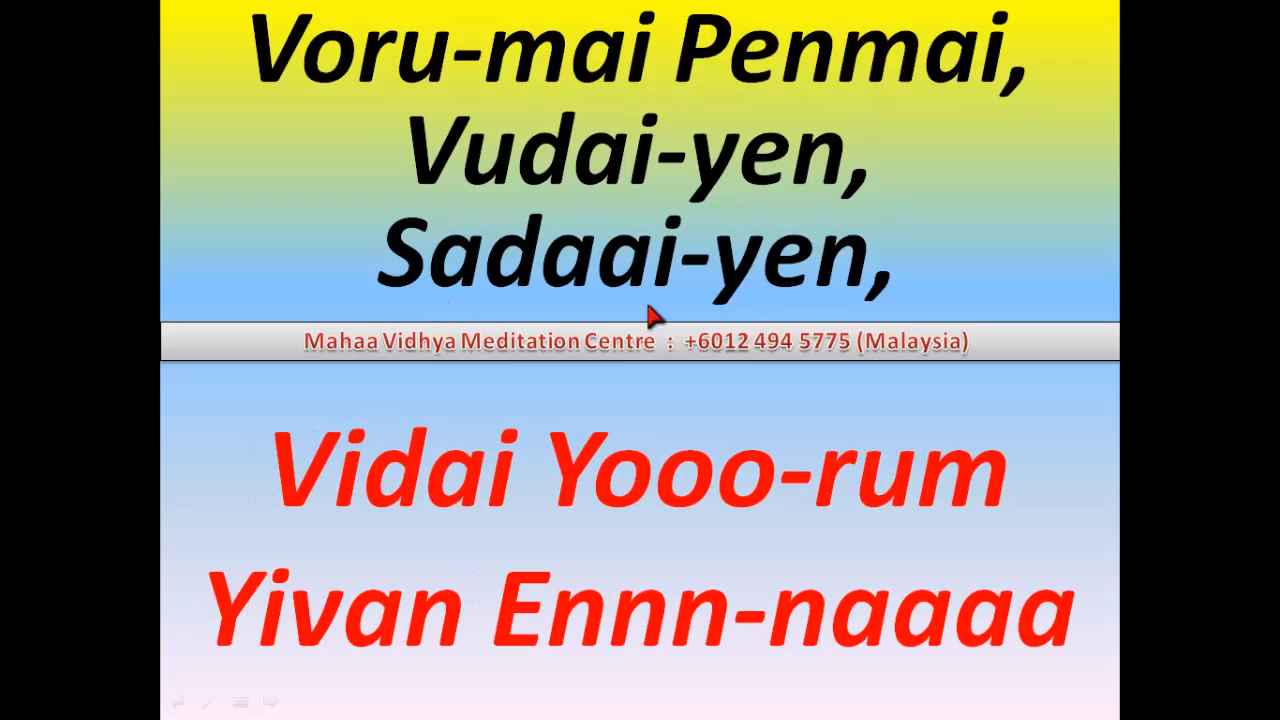 Voru-mai Penmai,
Vudai-yen,
Sadaai-yen,
Mahaa Vidhya Meditation Centre : +6012 494 5775 (Malaysia)
Vidai Yooo-rum
Yivan Ennn-naaaa